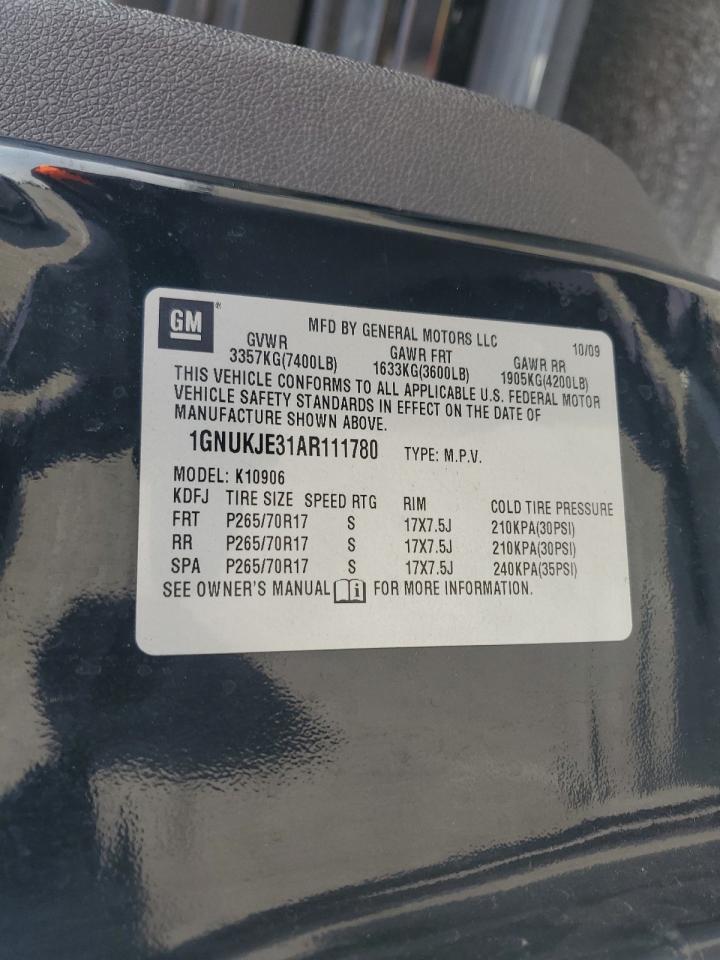 GM®
MFD BY GENERAL MOTORS LLC 10/09
GVWR GAWR FRT GAWR RR
3357KG(7400LB) 1633KG(3600LB) 1905KG(4200LB)
THIS VEHICLE CONFORMS TO ALL APPLICABLE U.S. FEDERAL MOTOR
VEHICLE SAFETY STANDARDS IN EFFECT ON THE DATE OF
MANUFACTURE SHOWN ABOVE.
1GNUKJE31AR111780 TYPE: M.P.V.
MODEL: K10906
KDFJ TIRE SIZE SPEED RTG RIM COLD TIRE PRESSURE
FRT P265/70R17 S 17X7.5J 210KPA(30PSI)
RR P265/70R17 S 17X7.5J 210KPA(30PSI)
SPA P265/70R17 S 17X7.5J 240KPA(35PSI)
SEE OWNER'S MANUAL i FOR MORE INFORMATION.